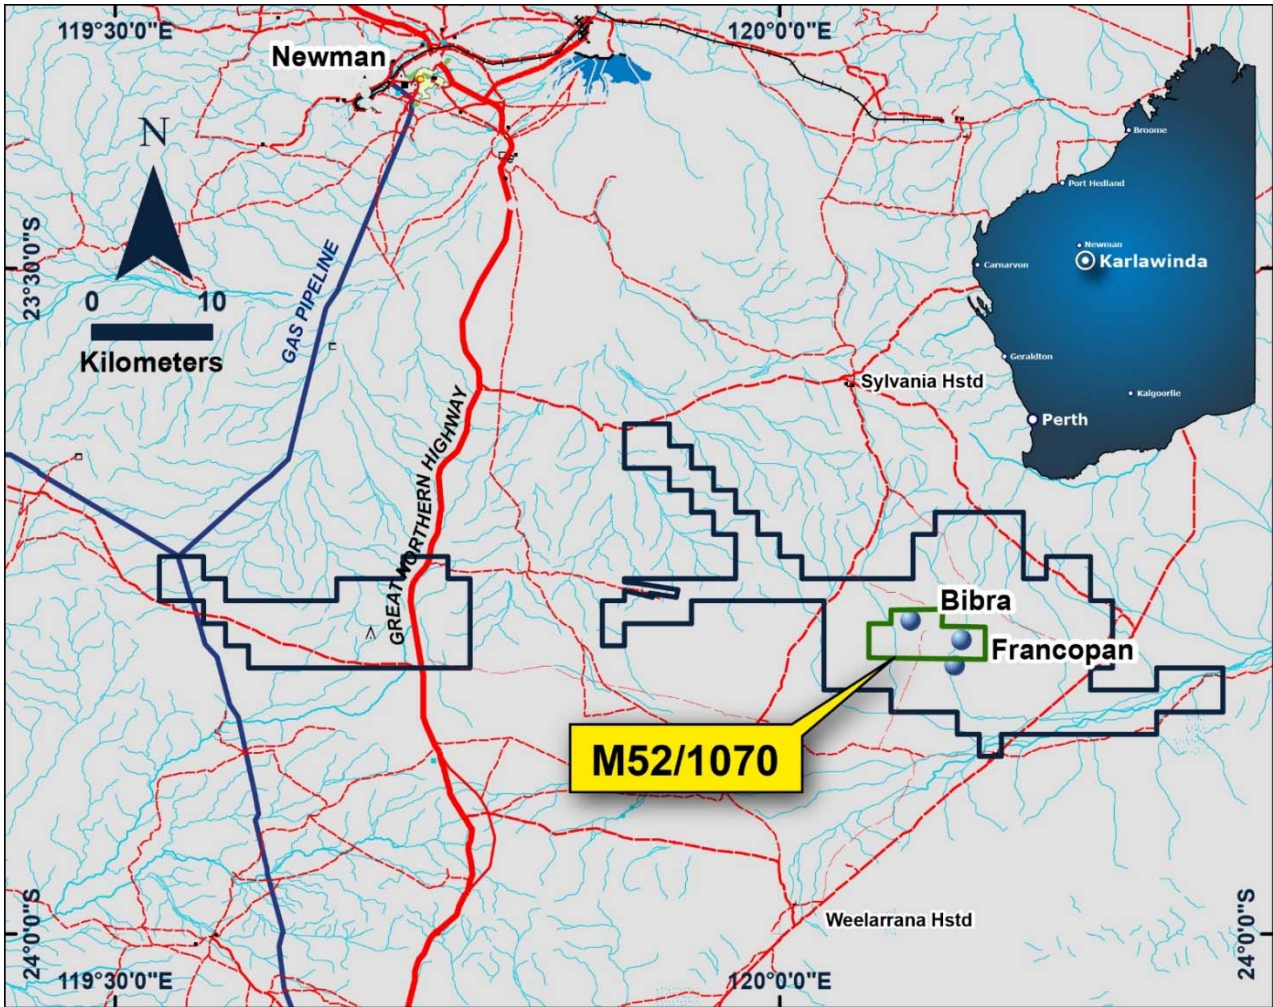 119°30'0"E
120°0'0"E
Newman
N
Broome
Port Hedland
Newman
Karlawinda
Carnarvon
23°30'0"S
0 10
Kilometers
GAS PIPELINE
Geraldton
Kalgoorlie
Perth
Sylvania Hstd
GREAT NORTHERN HIGHWAY
Bibra
Francopan
M52/1070
Weelarrana Hstd
24°0'0"S
24°0'0"S
119°30'0"E
120°0'0"E